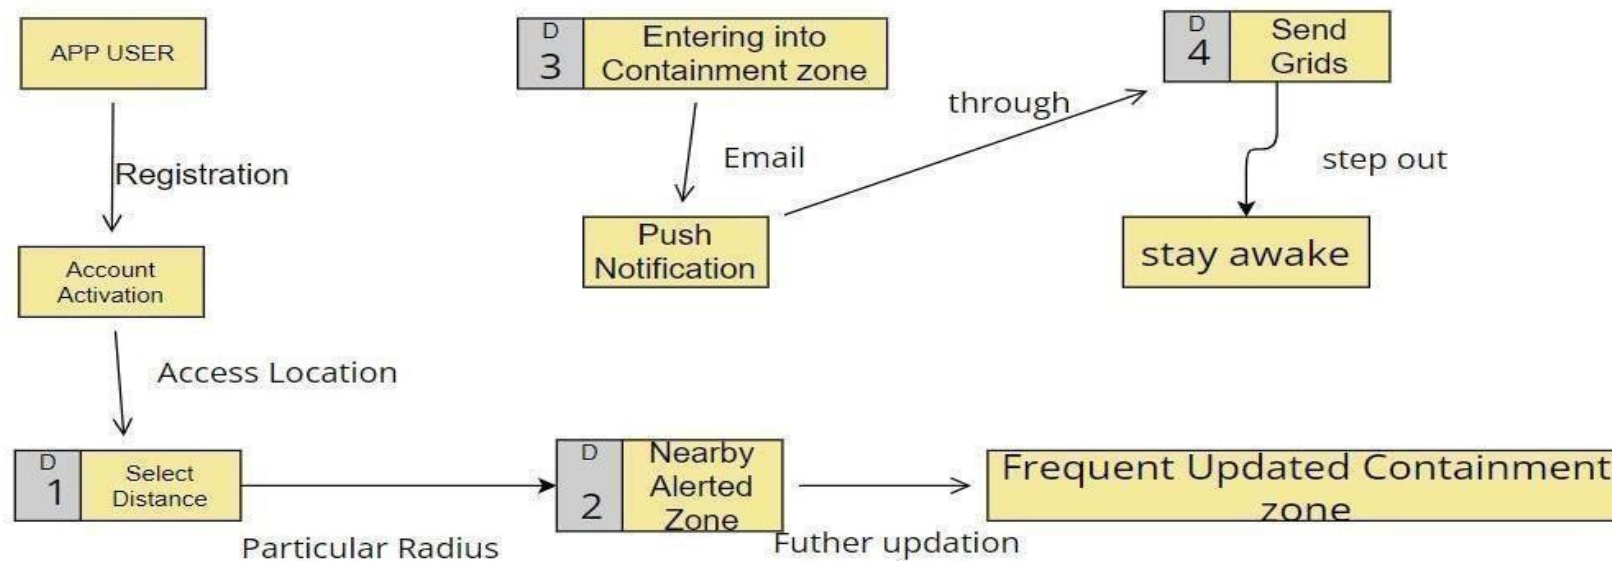 APP USER
Registration
Account
Activation
Access Location
D
1
Select
Distance
Particular Radius
D
2
Nearby
Alerted
Zone
Futher updation
Frequent Updated Containment
zone
D
3
Entering into
Containment zone
Email
Push
Notification
through
D
4
Send
Grids
step out
stay awake